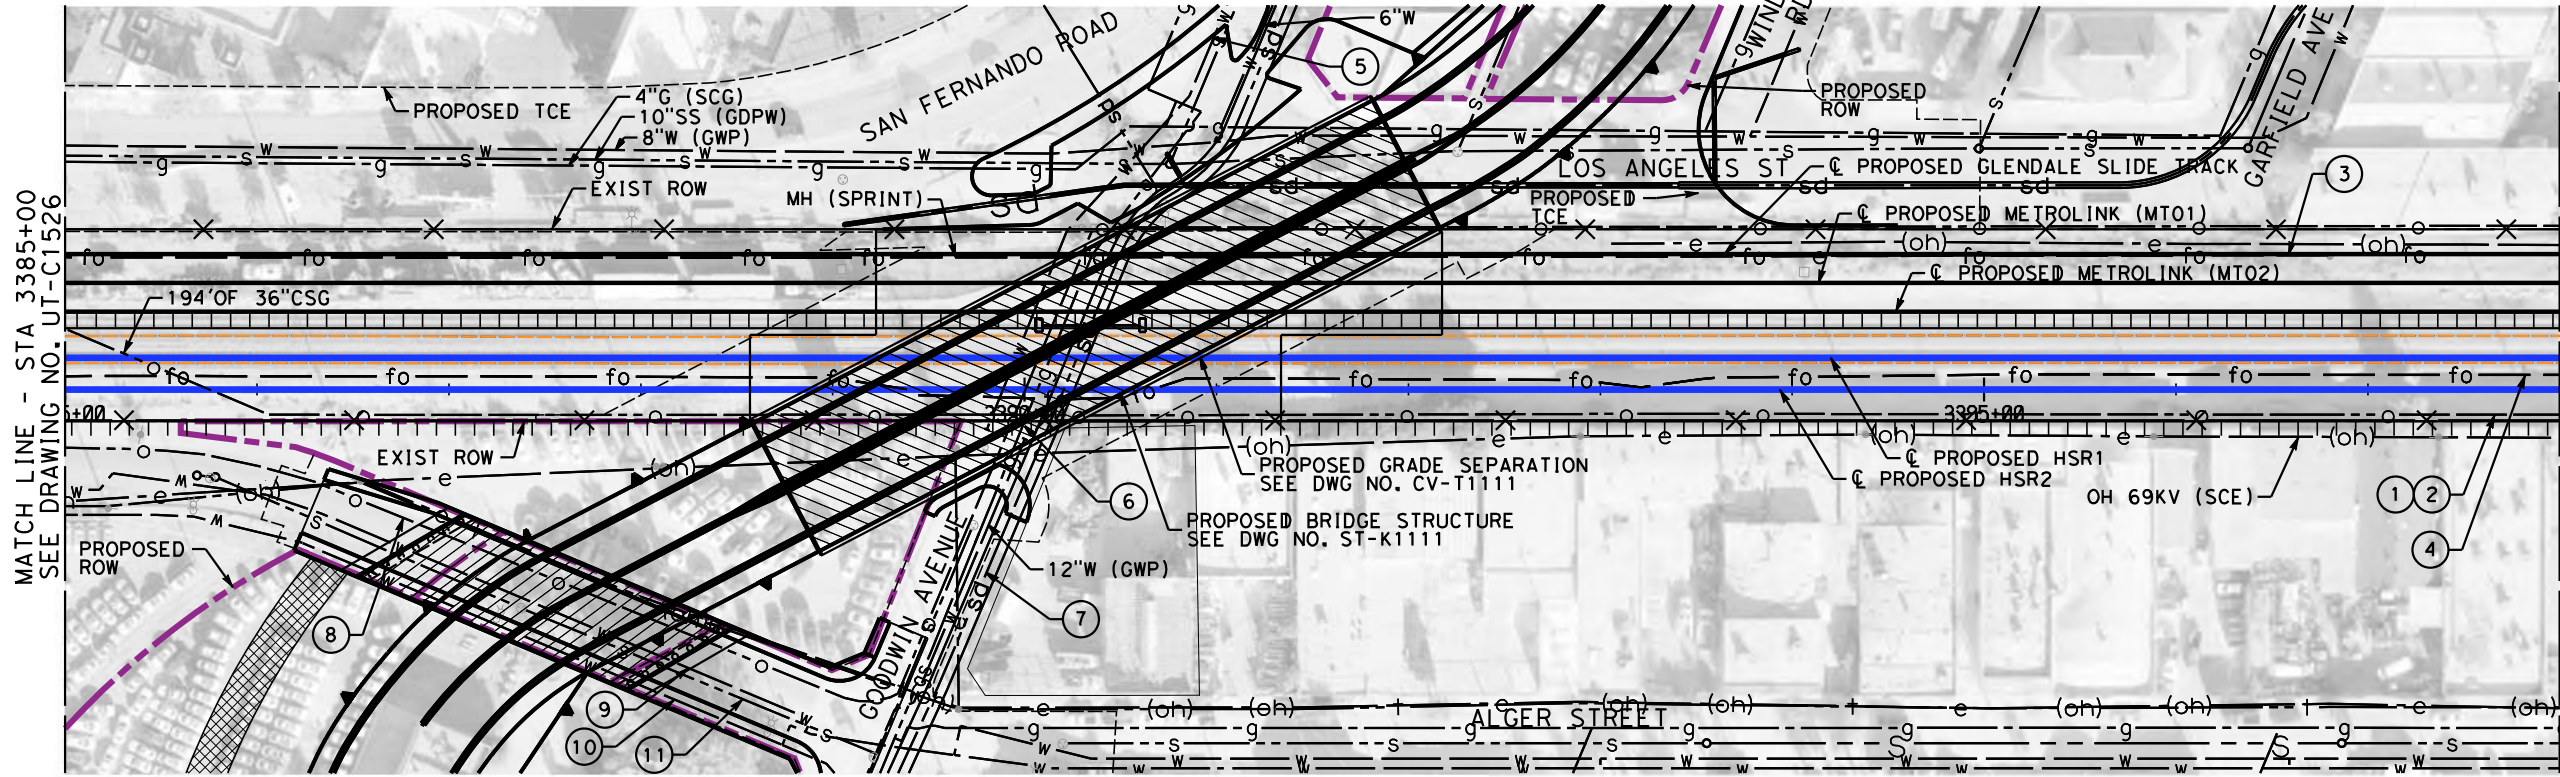 MATCH LINE - STA 3385+00
SEE DRAWING NO. UT-C1526
6"W
5
WIN
GARFIELD AVE
SAN FERNANDO ROAD
PROPOSED TCE
4"G (SCG)
10"SS (GDPW)
8"W (GWP)
PROPOSED
ROW
LOS ANGELES ST
℄ PROPOSED GLENDALE SLIDE TRACK
3
EXIST ROW
MH (SPRINT)
PROPOSED
TCE
℄ PROPOSED METROLINK (MT01)
℄ PROPOSED METROLINK (MT02)
194'OF 36"CSG
5+00
3395+00
EXIST ROW
PROPOSED GRADE SEPARATION
SEE DWG NO. CV-T1111
℄ PROPOSED HSR1
℄ PROPOSED HSR2
OH 69KV (SCE)
1
2
6
PROPOSED BRIDGE STRUCTURE
SEE DWG NO. ST-K1111
4
PROPOSED
ROW
12"W (GWP)
7
8
GOODWIN AVENUE
9
10
11
ALGER STREET